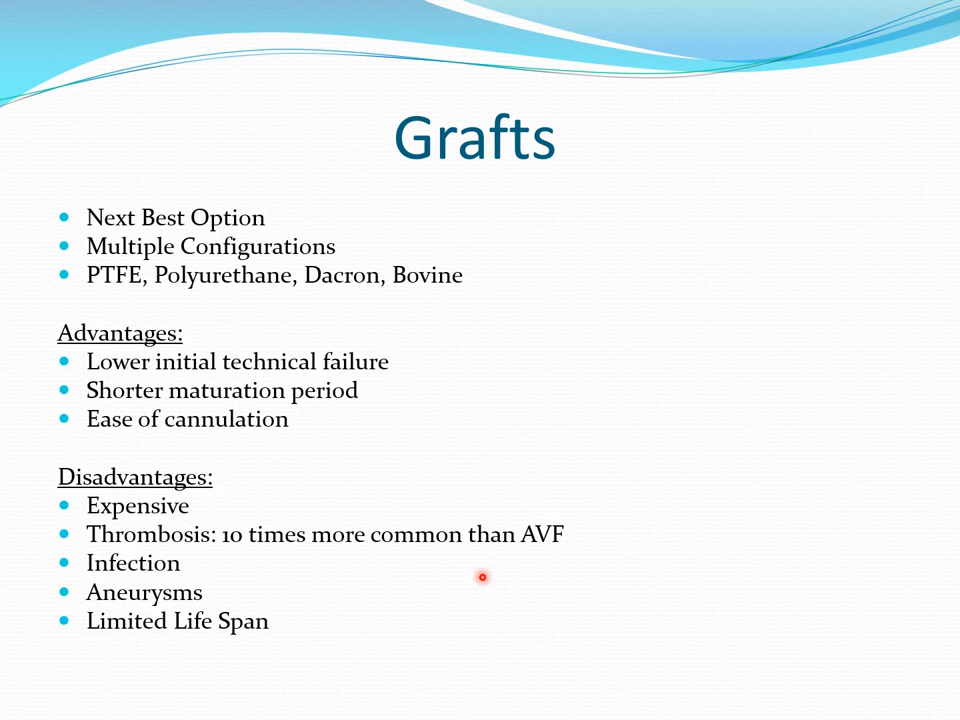 Grafts
Next Best Option
Multiple Configurations
PTFE, Polyurethane, Dacron, Bovine
Advantages:
Lower initial technical failure
Shorter maturation period
Ease of cannulation
Disadvantages:
Expensive
Thrombosis: 10 times more common than AVF
Infection
Aneurysms
Limited Life Span